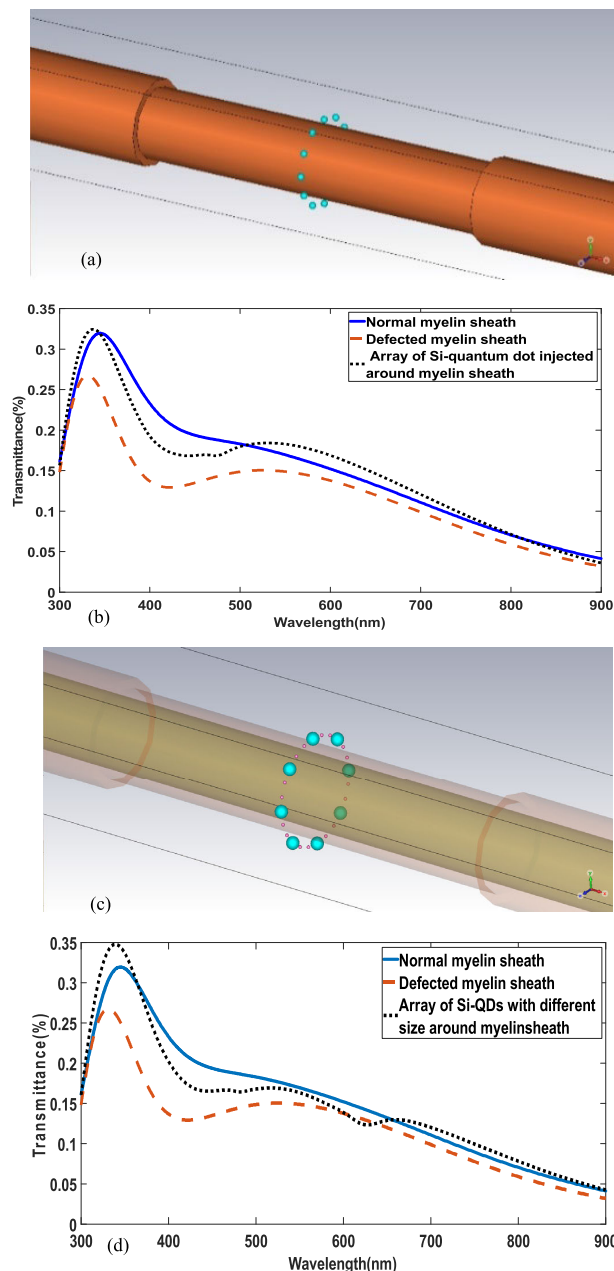 (a)
0.35
0.3
0.25
0.2
0.15
0.1
0.05
0
300
400
500
600
700
800
900
Transmittance(%)
Wavelength(nm)
Normal myelin sheath
Defected myelin sheath
Array of Si-quantum dot injected
around myelin sheath
(b)
(c)
Y
X
0.35
0.3
0.25
0.2
0.15
0.1
0.05
0
300
400
500
600
700
800
900
Transmittance (%)
Wavelength(nm)
Normal myelin sheath
Defected myelin sheath
Array of Si-QDs with different
size around myelinsheath
(d)